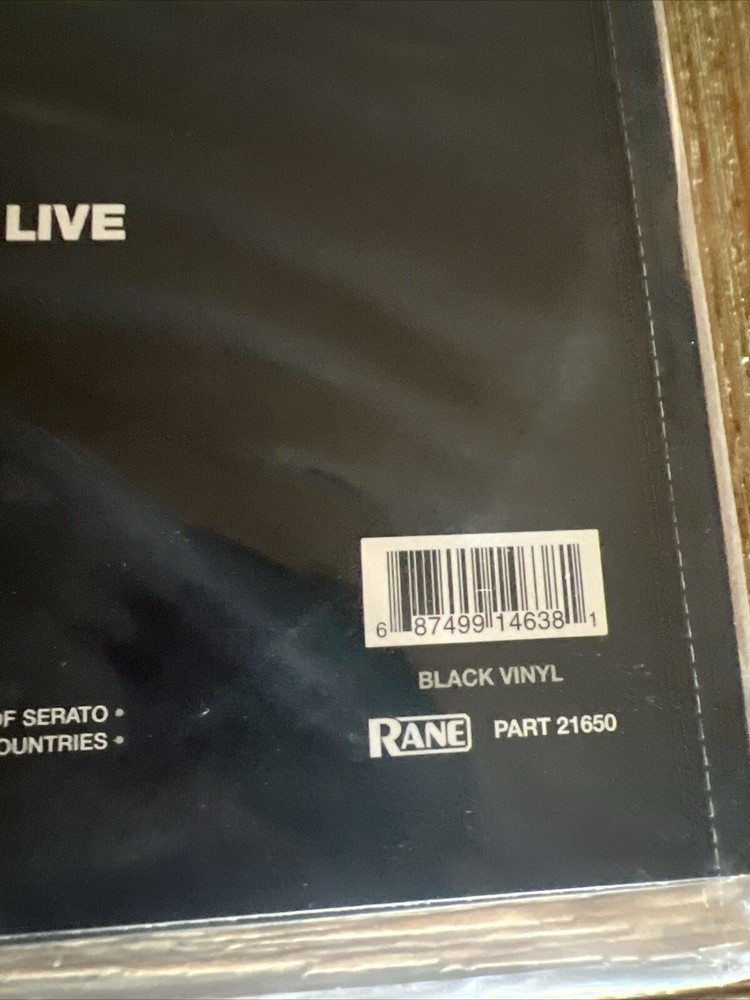 LIVE
6 87499 14638 1
BLACK VINYL
OF SERATO •
RANE PART 21650
OUNTRIES •